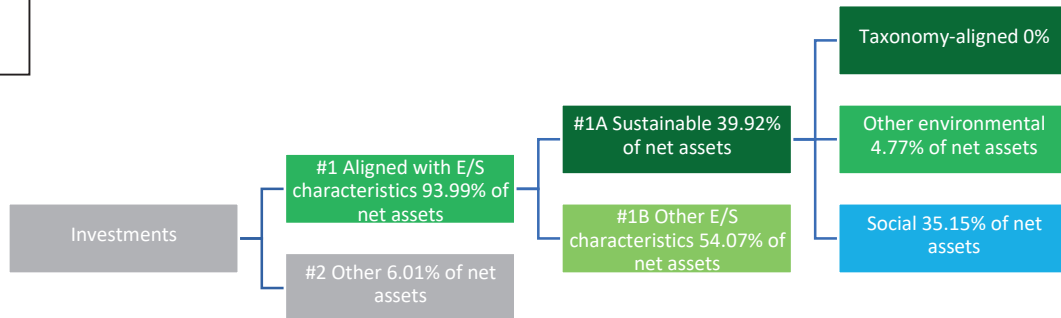 Investments
#1 Aligned with E/S
characteristics 93.99% of
net assets
#2 Other 6.01% of net
assets
#1A Sustainable 39.92%
of net assets
#1B Other E/S
characteristics 54.07% of
net assets
Taxonomy-aligned 0%
Other environmental
4.77% of net assets
Social 35.15% of net
assets